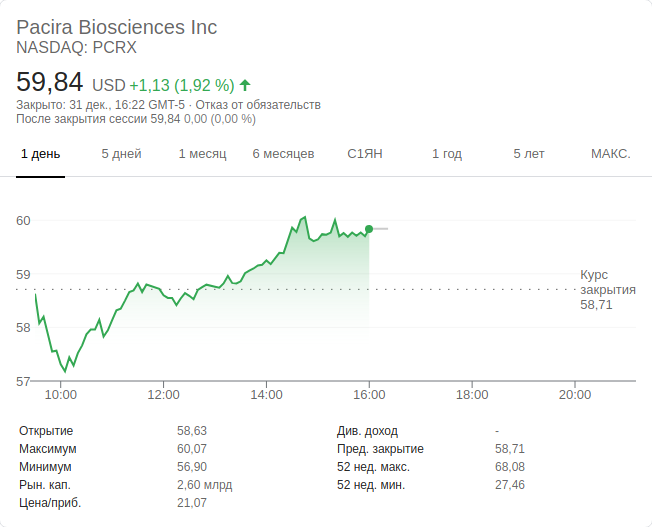 Pacira Biosciences Inc
NASDAQ: PCRX
59,84 USD +1,13 (1,92 %)
Закрыто: 31 дек., 16:22 GMT-5 · Отказ от обязательств
После закрытия сессии 59,84 0,00 (0,00 %)
1 день 5 дней 1 месяц 6 месяцев С1ЯН 1 год 5 лет МАКС.
60
59
58
57
Курс
закрытия
58,71
10:00 12:00 14:00 16:00 18:00 20:00
Открытие 58,63
Максимум 60,07
Минимум 56,90
Рын. кап. 2,60 млрд
Цена/приб. 21,07
Див. доход -
Пред. закрытие 58,71
52 нед. макс. 68,08
52 нед. мин. 27,46